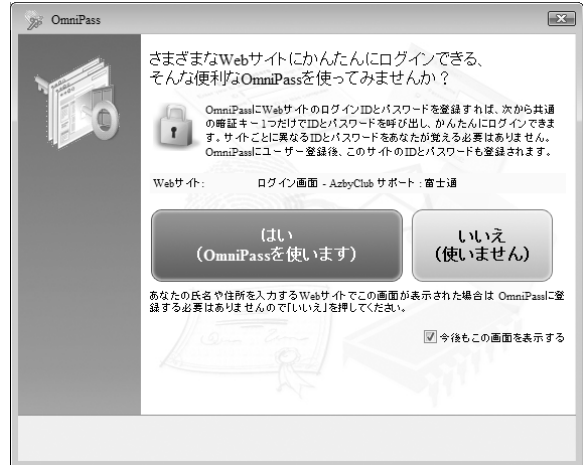 OmniPass
さまざまなWebサイトにかんたんにログインできる、
そんな便利なOmniPassを使ってみませんか？
OmniPassにWebサイトのログインIDとパスワードを登録すれば、次から共通
の暗証キー1つだけでIDとパスワードを呼び出し、かんたんにログインできま
す。サイトごとに異なるIDとパスワードをあなたが覚える必要はありません。
OmniPassにユーザー登録後、このサイトのIDとパスワードも登録されます。
Webサイト: ログイン画面 - AzbyClub サポート : 富士通
はい
(OmniPassを使います)
いいえ
(使いません)
あなたの氏名や住所を入力するWebサイトでこの画面が表示された場合は OmniPassに登
録する必要はありませんので「いいえ」を押してください。
今後もこの画面を表示する